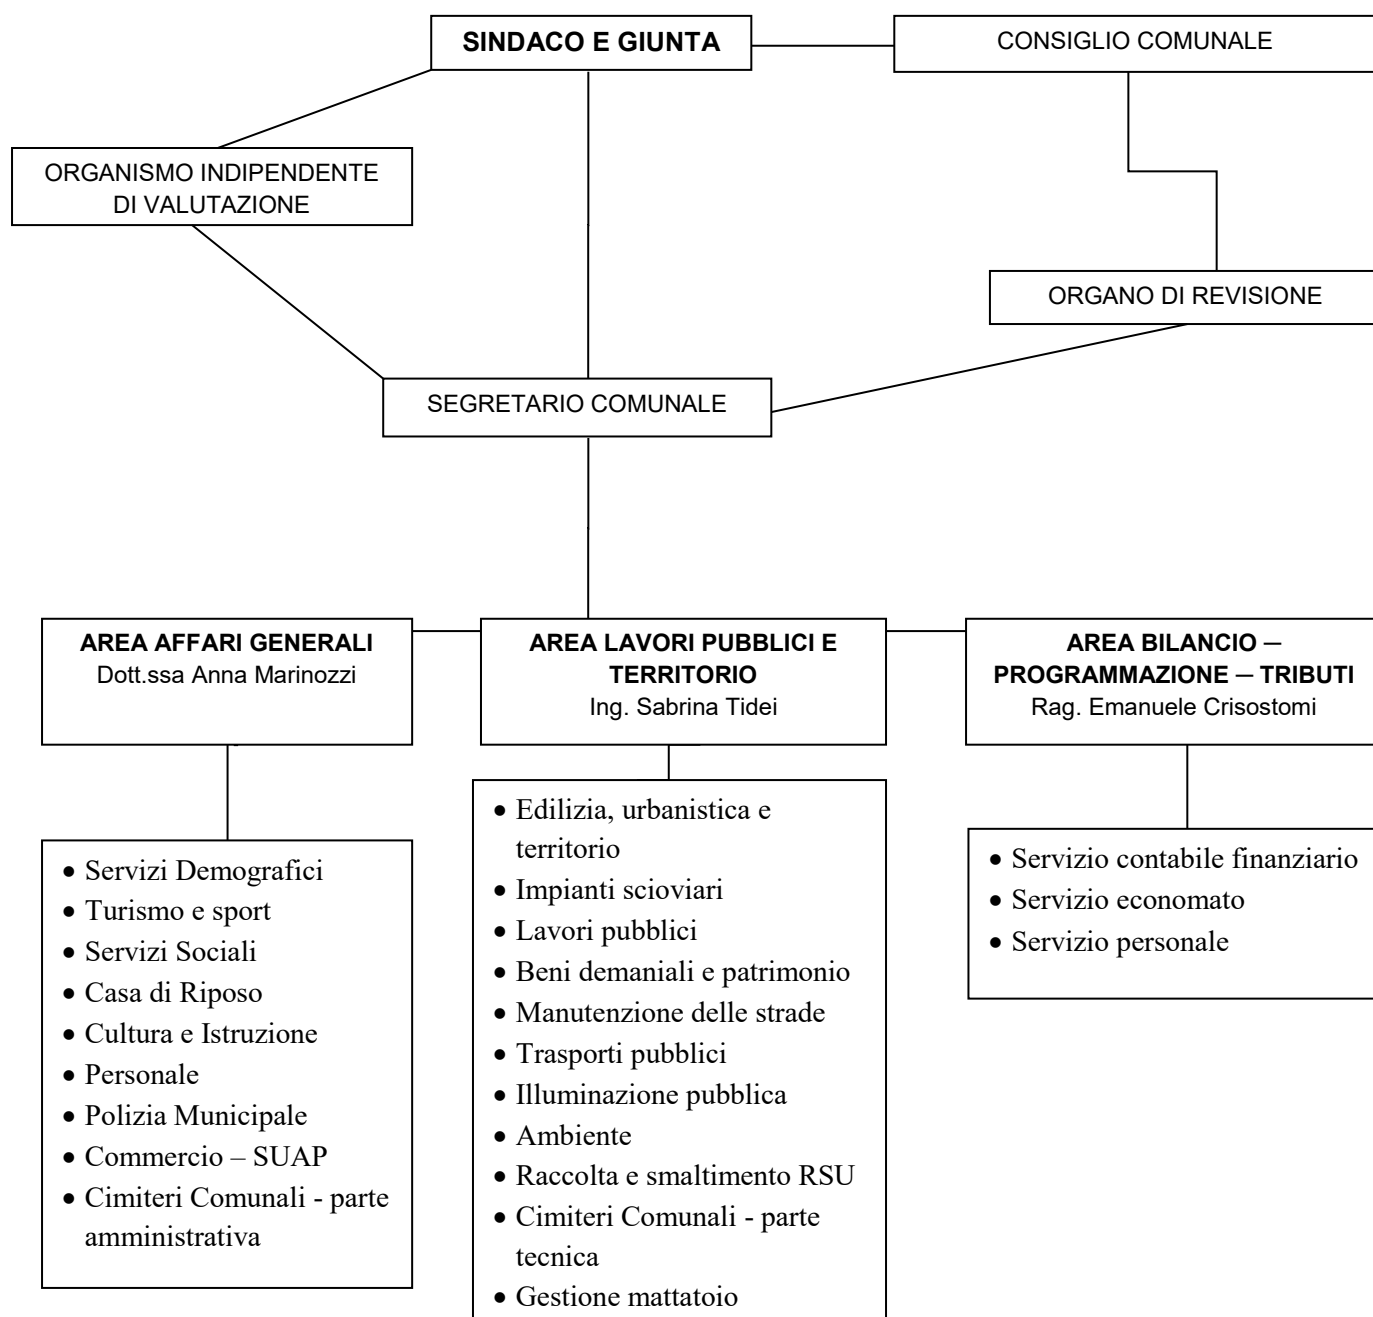 SINDACO E GIUNTA
CONSIGLIO COMUNALE
ORGANISMO INDIPENDENTE
DI VALUTAZIONE
ORGANO DI REVISIONE
SEGRETARIO COMUNALE
AREA AFFARI GENERALI
Dott.ssa Anna Marinozzi
AREA LAVORI PUBBLICI E
TERRITORIO
Ing. Sabrina Tidei
AREA BILANCIO –
PROGRAMMAZIONE – TRIBUTI
Rag. Emanuele Crisostomi
• Servizi Demografici
• Turismo e sport
• Servizi Sociali
• Casa di Riposo
• Cultura e Istruzione
• Personale
• Polizia Municipale
• Commercio – SUAP
• Cimiteri Comunali - parte
amministrativa
• Edilizia, urbanistica e
territorio
• Impianti scioviari
• Lavori pubblici
• Beni demaniali e patrimonio
• Manutenzione delle strade
• Trasporti pubblici
• Illuminazione pubblica
• Ambiente
• Raccolta e smaltimento RSU
• Cimiteri Comunali - parte
tecnica
• Gestione mattatoio
• Servizio contabile finanziario
• Servizio economato
• Servizio personale